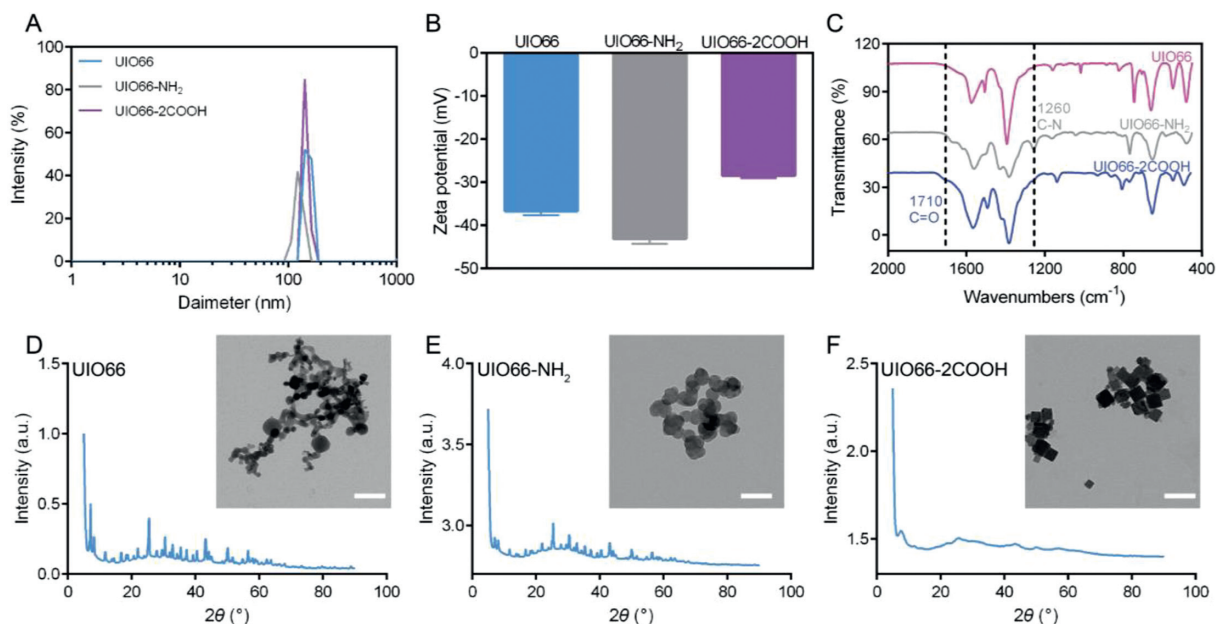 A
Intensity (%)
100
80
60
40
20
0
UIO66
UIO66-NH₂
UIO66-2COOH
1
10
100
1000
Daimeter (nm)
B
UIO66
UIO66-NH₂
UIO66-2COOH
Zeta potential (mV)
0
-10
-20
-30
-40
-50
C
Transmittance (%)
120
90
60
30
0
UIO66
1260
C-N
UIO66-NH₂
UIO66-2COOH
1710
C=O
2000
1600
1200
800
400
Wavenumbers (cm⁻¹)
D
UIO66
Intensity (a.u.)
1.5
1.0
0.5
0.0
0
20
40
60
80
100
2θ (°)
E
UIO66-NH₂
Intensity (a.u.)
4.0
3.5
3.0
2.5
0
20
40
60
80
100
2θ (°)
F
UIO66-2COOH
Intensity (a.u.)
2.5
2.0
1.5
1.0
0
20
40
60
80
100
2θ (°)